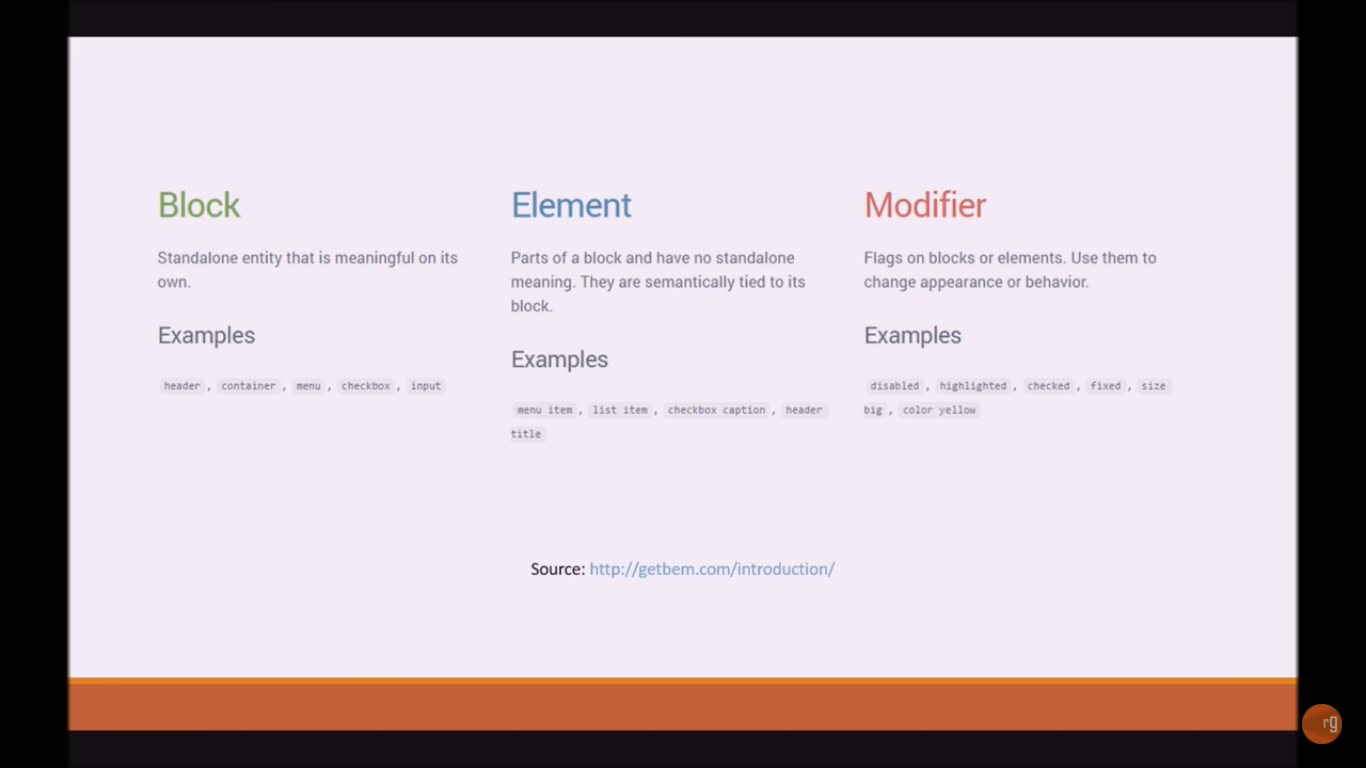 Block
Standalone entity that is meaningful on its
own.
Examples
header , container , menu , checkbox , input
Element
Parts of a block and have no standalone
meaning. They are semantically tied to its
block.
Examples
menu item , list item , checkbox caption , header
title
Modifier
Flags on blocks or elements. Use them to
change appearance or behavior.
Examples
disabled , highlighted , checked , fixed , size
big , color yellow
Source: http://getbem.com/introduction/
rg